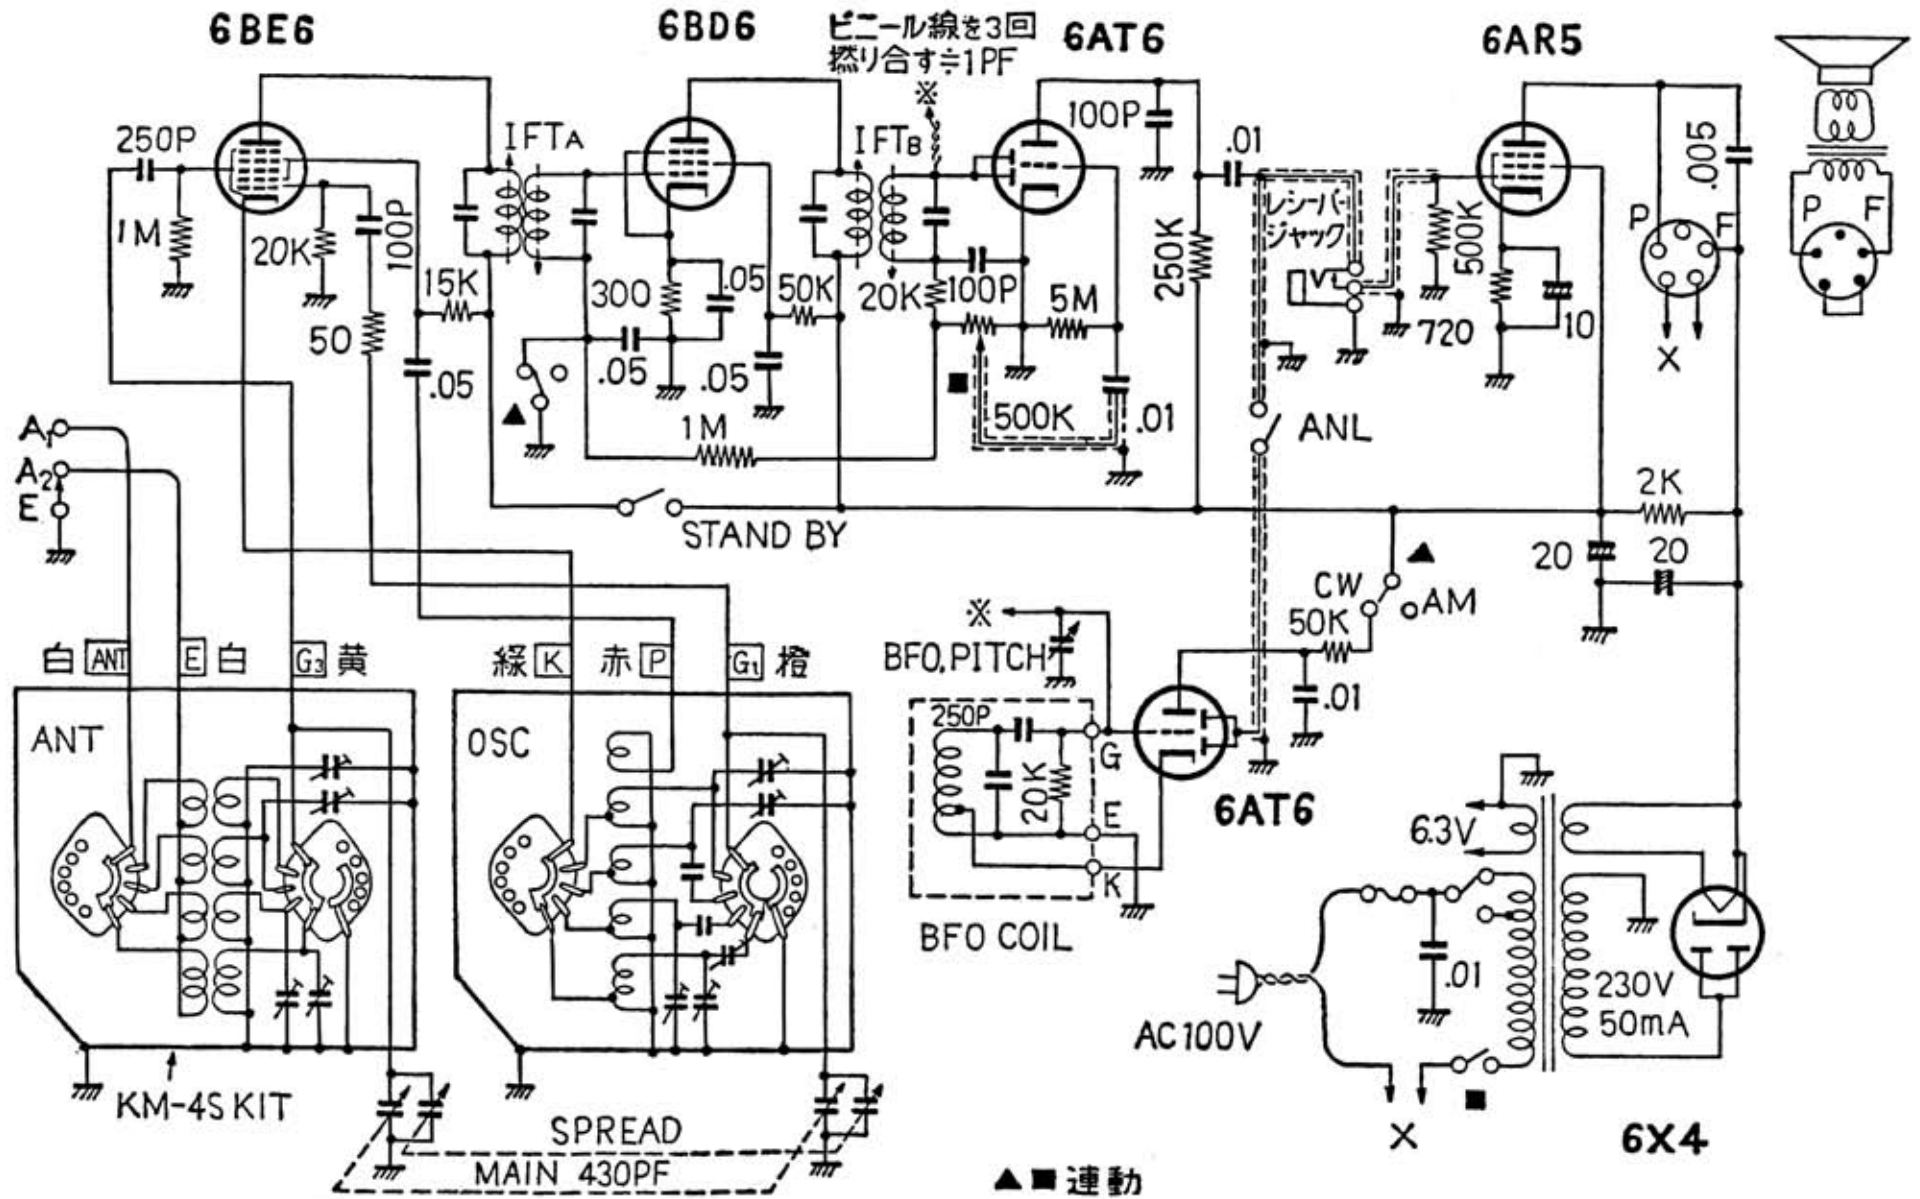 6BE6
6BD6
ビニール線を3回
撚り合す≒1PF
※
6AT6
6AR5
250P
1M
20K
100P
50
15K
.05
IFTA
300
.05
.05
50K
.05
1M
IFTB
20K
100P
5M
500K
■
.01
100P
250K
.01
レシーバー
ジャック
500K
720
10
P
F
X
.005
P
F
▲
A1
A2
E
STAND BY
ANL
2K
20
20
▲
CW
AM
50K
.01
※
BFO.PITCH
250P
20K
G
E
K
BFO COIL
6AT6
白 ANT
E 白
G3 黄
緑 K
赤 P
G1 橙
ANT
OSC
KM-4S KIT
SPREAD
MAIN 430PF
6.3V
AC100V
.01
230V
50mA
X
■
6X4
▲■連動